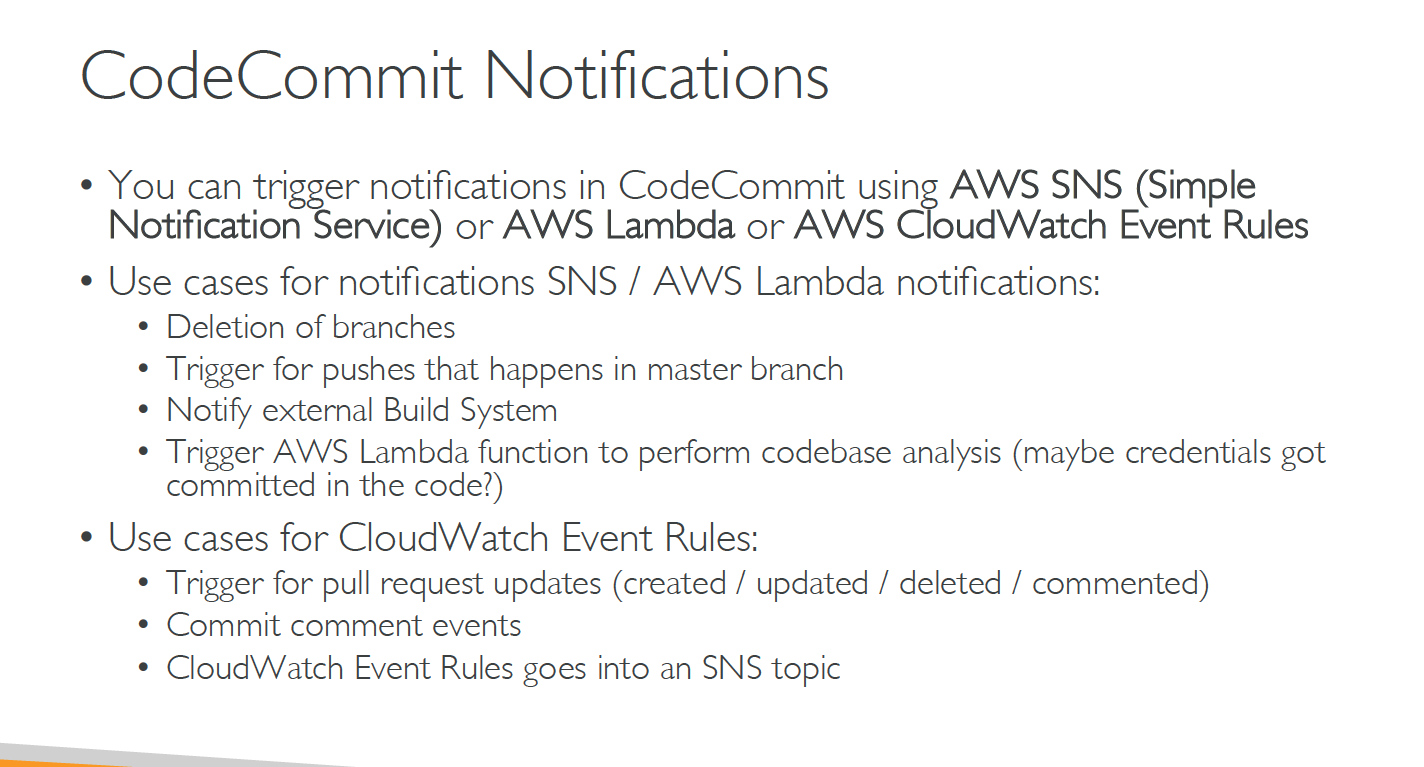 CodeCommit Notifications
• You can trigger notifications in CodeCommit using AWS SNS (Simple
Notification Service) or AWS Lambda or AWS CloudWatch Event Rules
• Use cases for notifications SNS / AWS Lambda notifications:
• Deletion of branches
• Trigger for pushes that happens in master branch
• Notify external Build System
• Trigger AWS Lambda function to perform codebase analysis (maybe credentials got
committed in the code?)
• Use cases for CloudWatch Event Rules:
• Trigger for pull request updates (created / updated / deleted / commented)
• Commit comment events
• CloudWatch Event Rules goes into an SNS topic